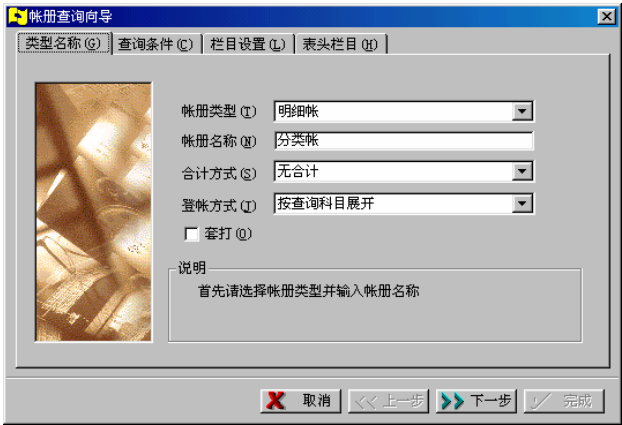 帐册查询向导
类型名称(G) 查询条件(C) 栏目设置(L) 表头栏目(H)
帐册类型(T) 明细帐
帐册名称(N) 分类帐
合计方式(S) 无合计
登帐方式(J) 按查询科目展开
套打(O)
说明
首先请选择帐册类型并输入帐册名称
取消 << 上一步 >> 下一步 完成